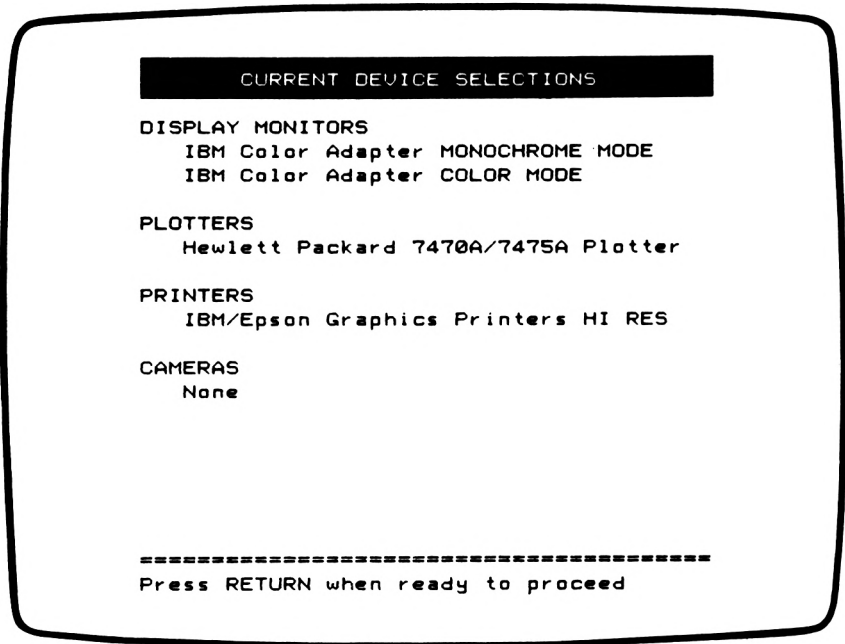 CURRENT DEVICE SELECTIONS
DISPLAY MONITORS
IBM Color Adapter MONOCHROME MODE
IBM Color Adapter COLOR MODE
PLOTTERS
Hewlett Packard 7470A/7475A Plotter
PRINTERS
IBM/Epson Graphics Printers HI RES
CAMERAS
None
========================================
Press RETURN when ready to proceed